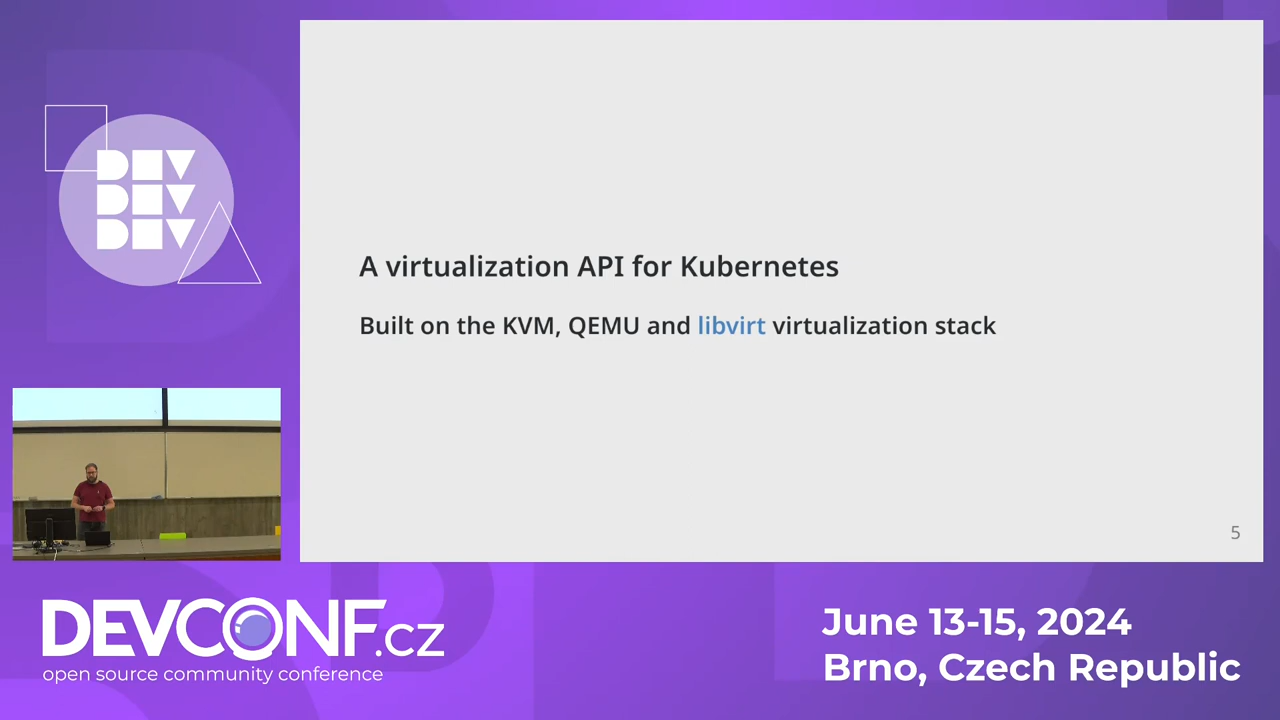 DEV
DEV
DEV
A virtualization API for Kubernetes
Built on the KVM, QEMU and libvirt virtualization stack
5
DEVCONF.cz
open source community conference
June 13-15, 2024
Brno, Czech Republic